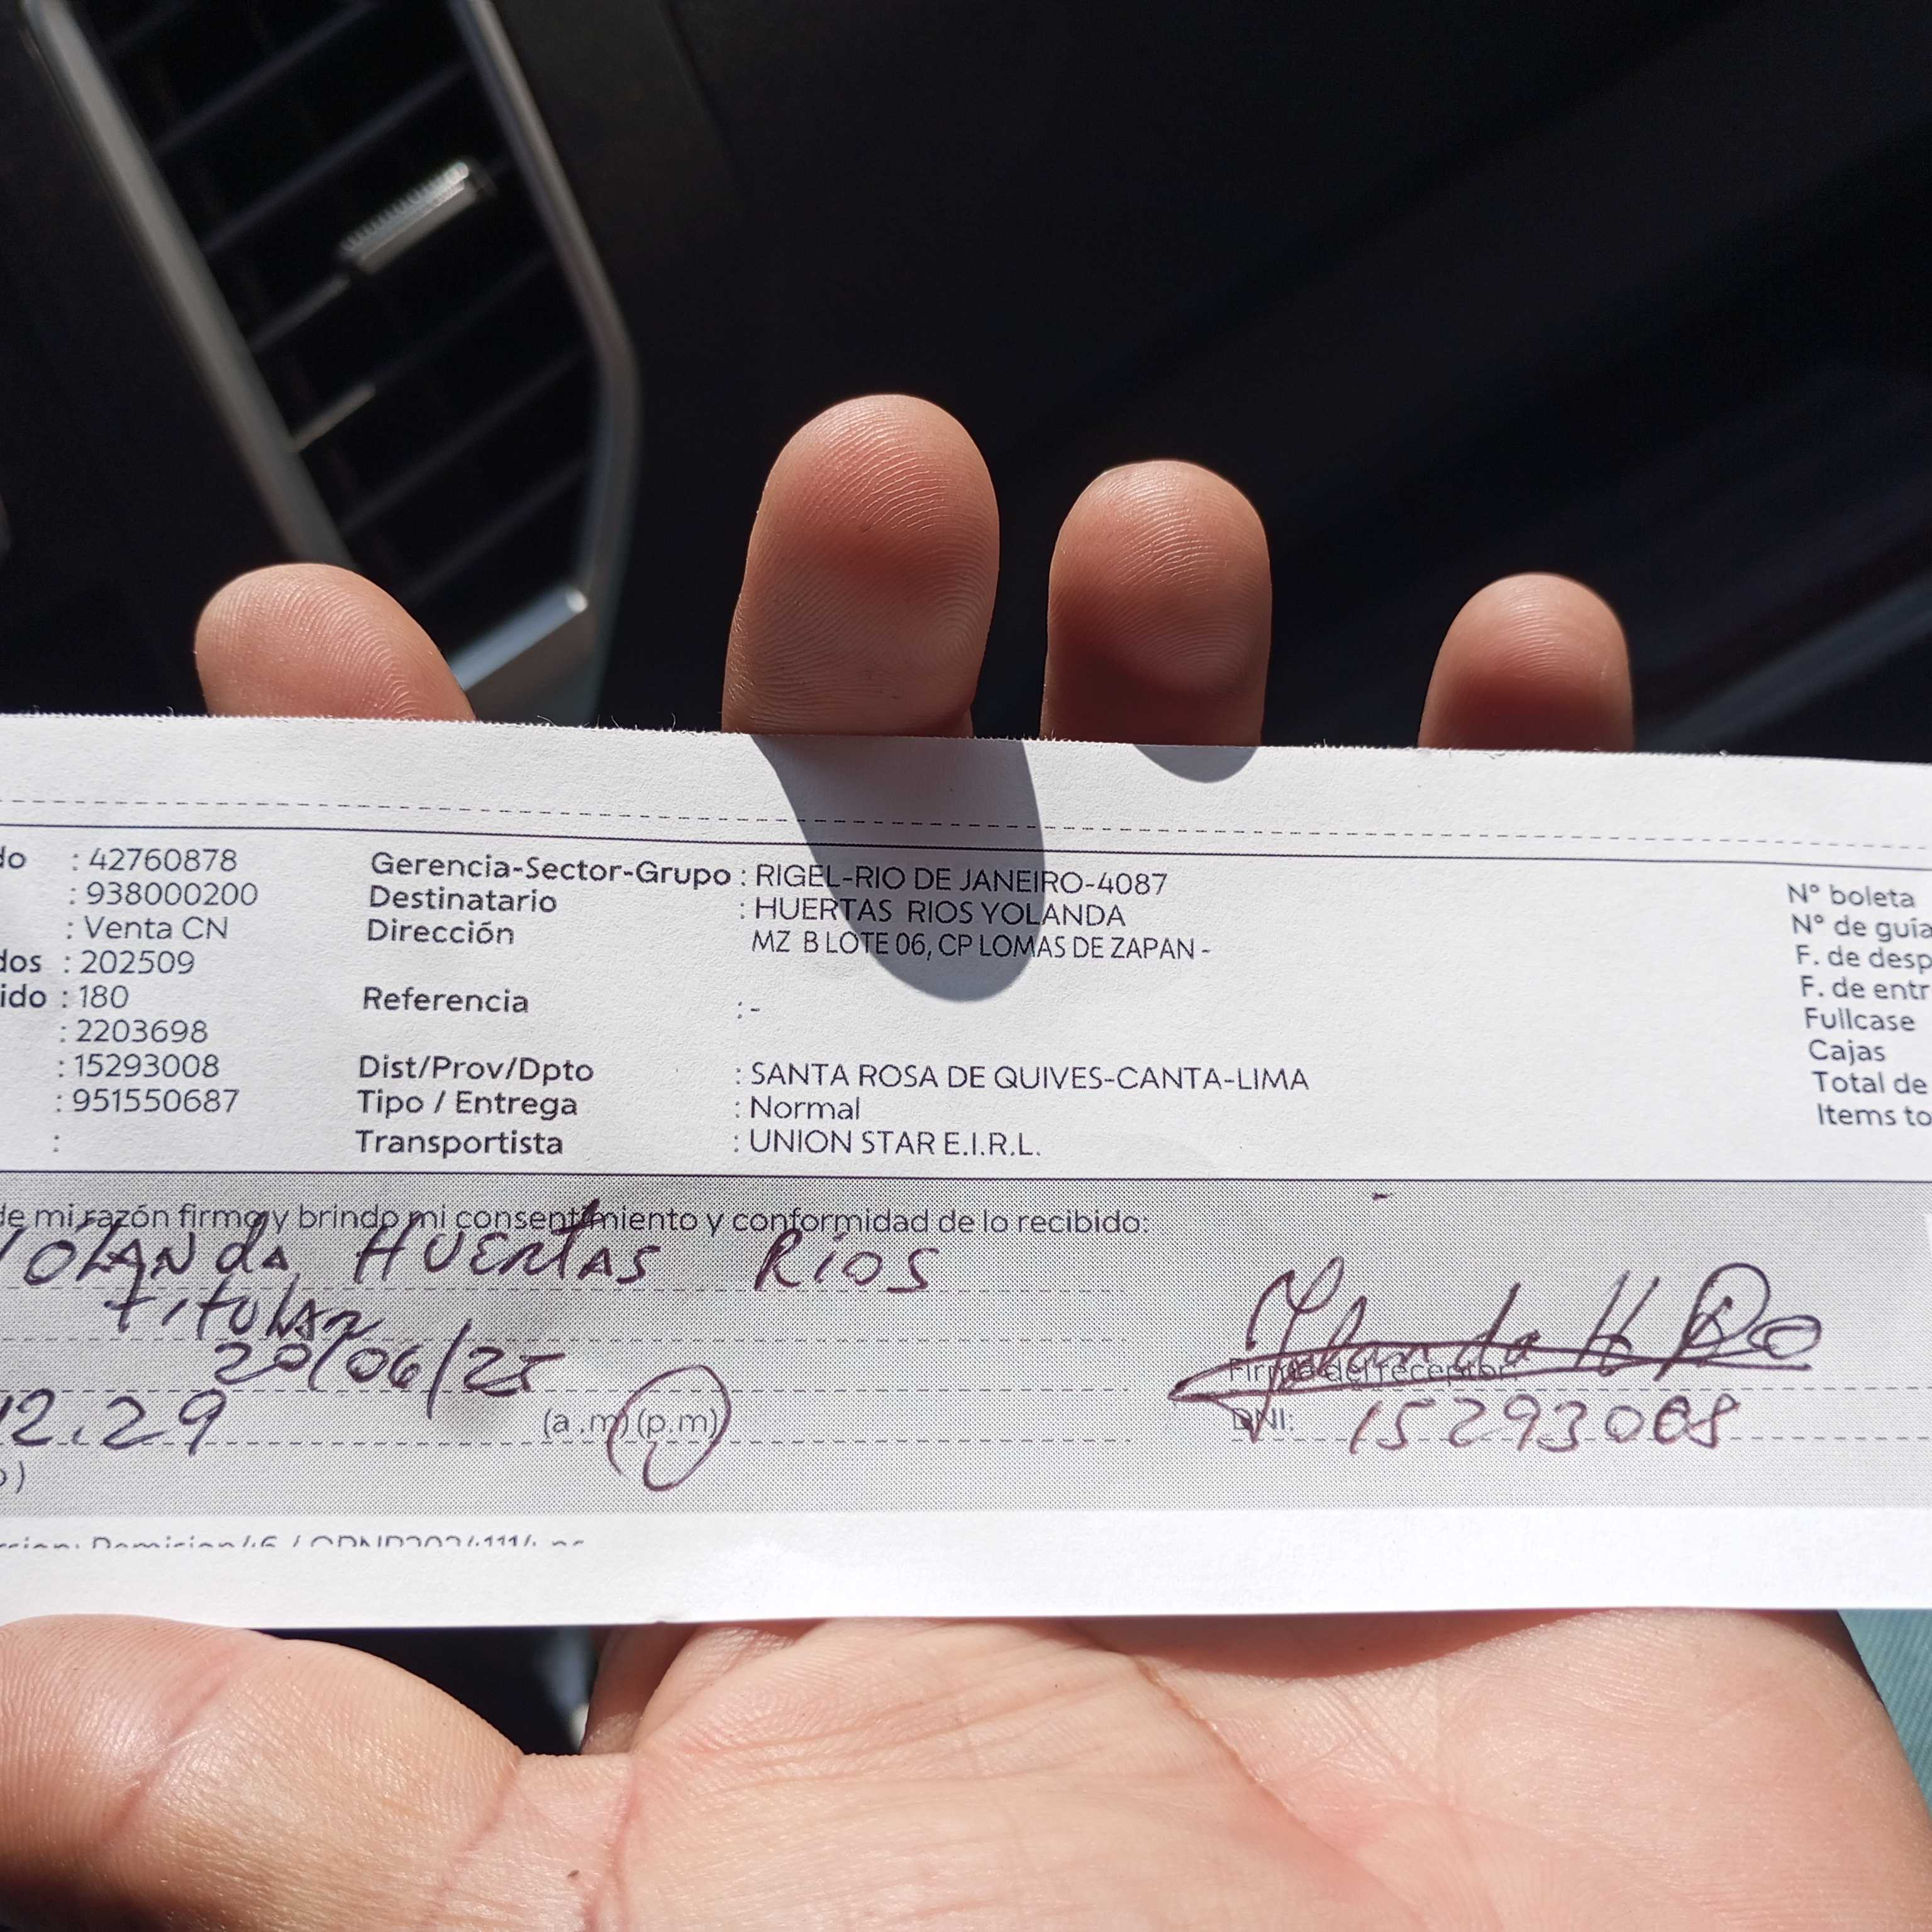 do : 42760878
: 938000200
: Venta CN
dos : 202509
ido : 180
: 2203698
: 15293008
: 951550687
:
Gerencia-Sector-Grupo : RIGEL-RIO DE JANEIRO-4087
Destinatario : HUERTAS RIOS YOLANDA
Dirección MZ B LOTE 06, CP LOMAS DE ZAPAN -
Referencia : -
Dist/Prov/Dpto : SANTA ROSA DE QUIVES-CANTA-LIMA
Tipo / Entrega : Normal
Transportista : UNION STAR E.I.R.L.
N° boleta
N° de guía
F. de desp
F. de entr
Fullcase
Cajas
Total de
Items to
de mi razón firmo y brindo mi consentimiento y conformidad de lo recibido:
YOLANda HUERtAS RiOS
titular
20/06/25
12.29 (a.m) (p.m)
Yolanda H Rio
Firma del receptor:
DNI: 15293008